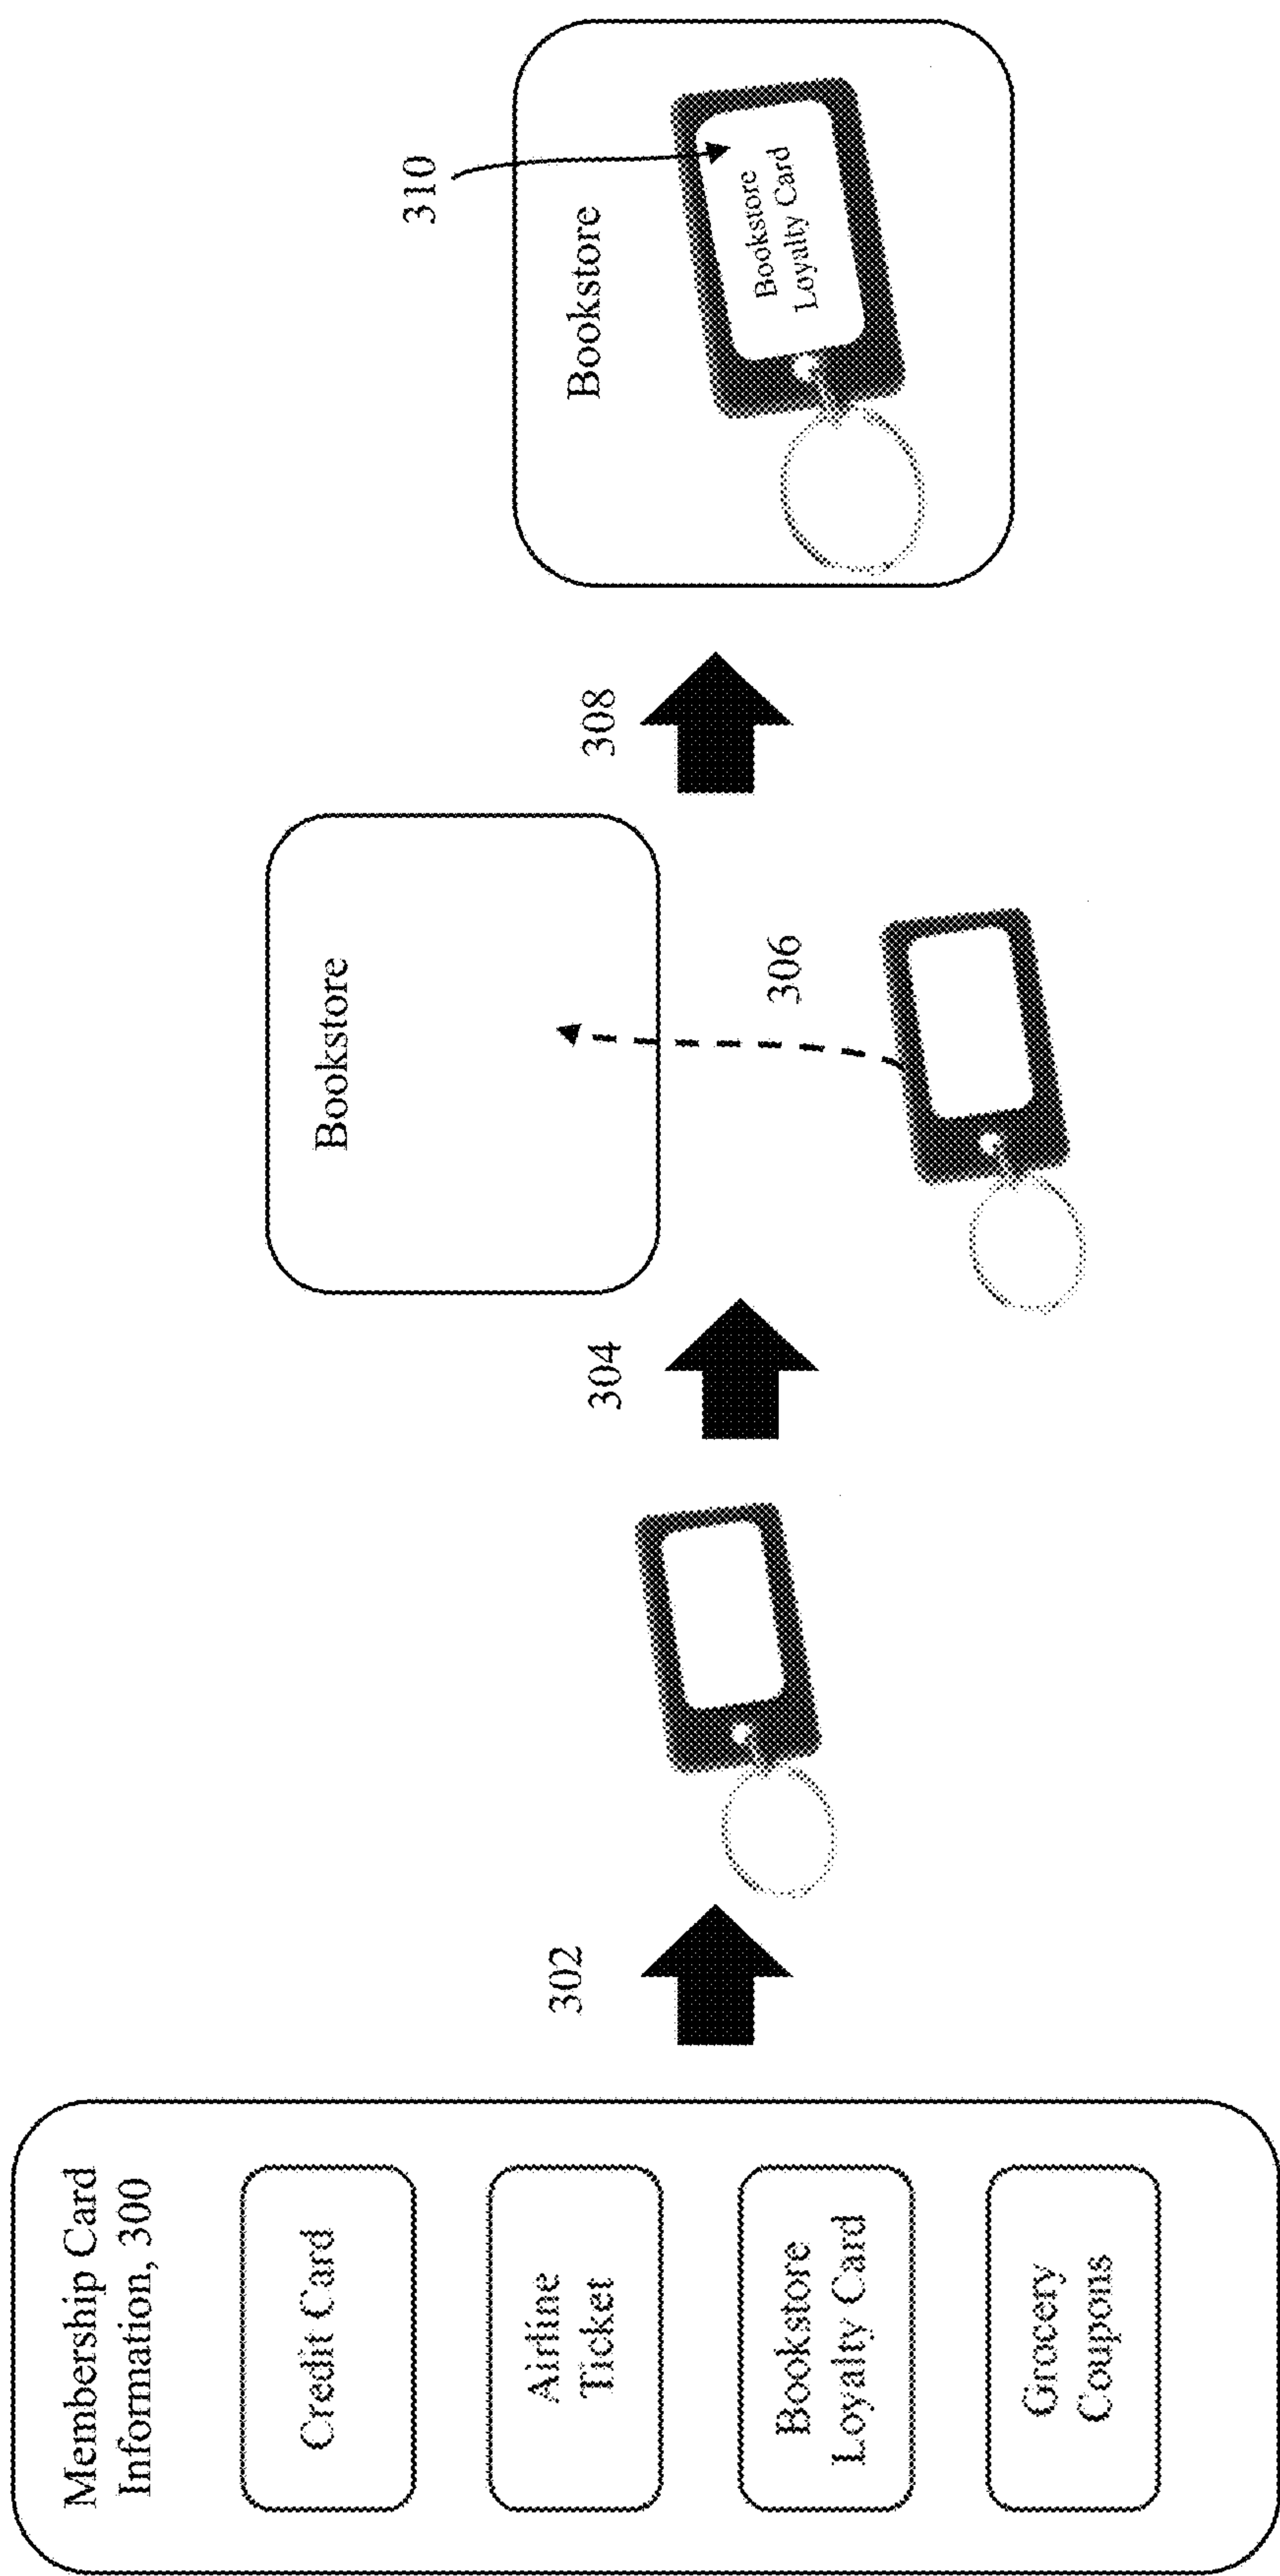 Membership Card
Information, 300
Credit Card
Airline
Ticket
Bookstore
Loyalty Card
Grocery
Coupons
302
304
Bookstore
306
308
Bookstore
310
Bookstore
Loyalty Card